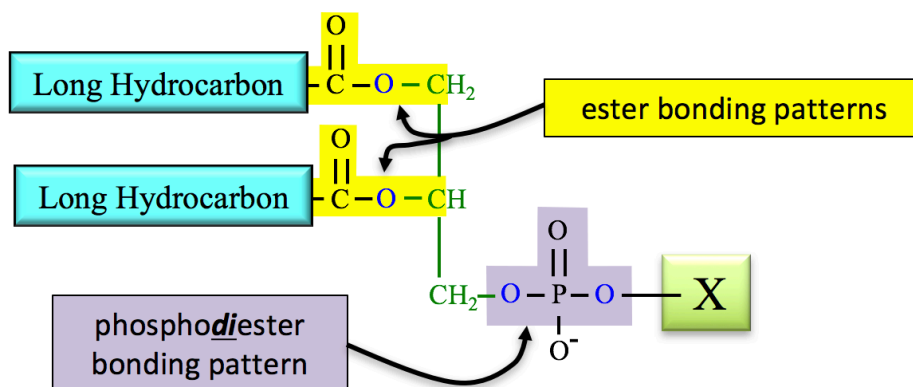 O
Long Hydrocarbon
C O CH₂
ester bonding patterns
O
Long Hydrocarbon
C O CH
O
CH₂ O P O X
O⁻
phosphodiester
bonding pattern